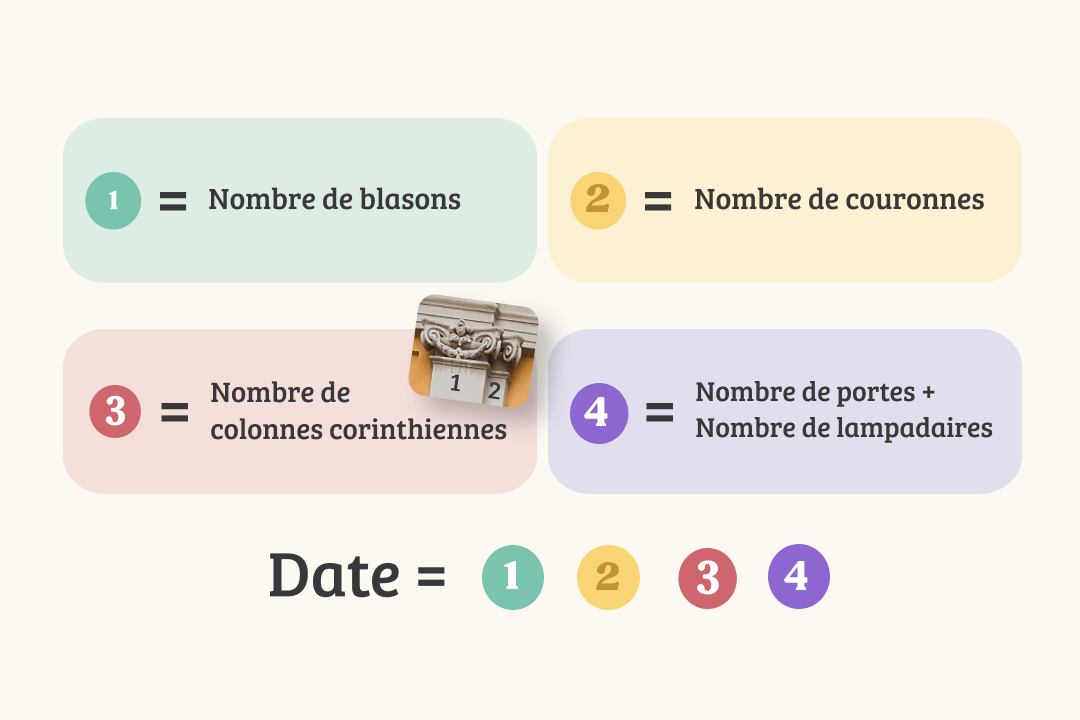 1 = Nombre de blasons
2 = Nombre de couronnes
3 = Nombre de
colonnes corinthiennes
1 2
4 = Nombre de portes +
Nombre de lampadaires
Date = 1 2 3 4